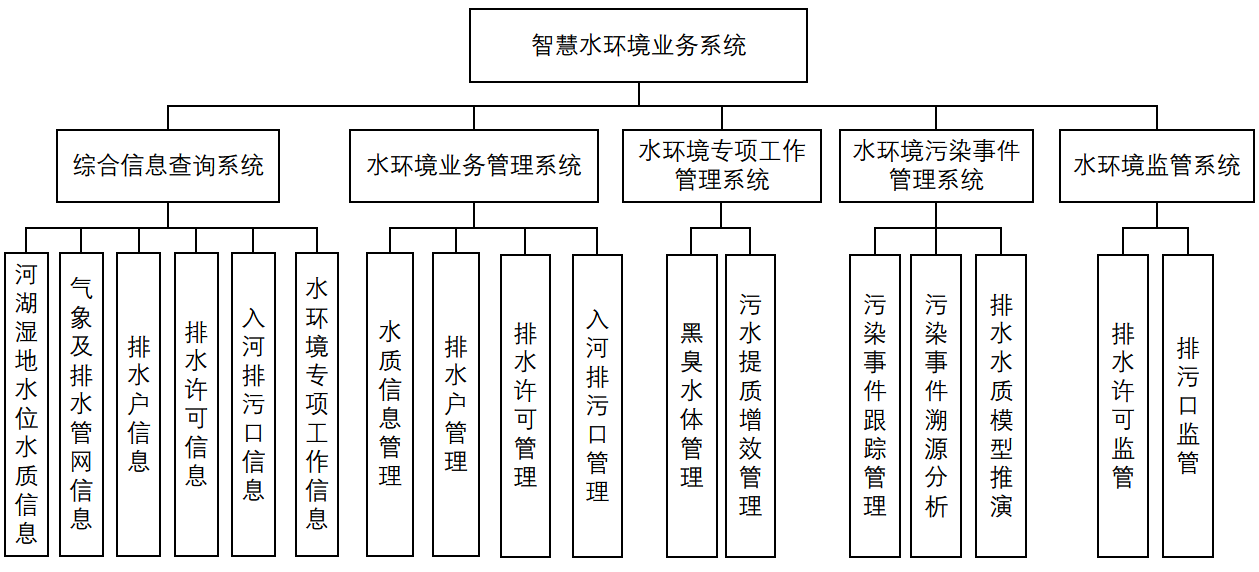 智慧水环境业务系统
综合信息查询系统
水环境业务管理系统
水环境专项工作
管理系统
水环境污染事件
管理系统
水环境监管系统
河湖湿地水位水质信息
气象及排水管网信息
排水户信息
排水许可信息
入河排污口信息
水环境专项工作信息
水质信息管理
排水户管理
排水许可管理
入河排污口管理
黑臭水体管理
污水提质增效管理
污染事件跟踪管理
污染事件溯源分析
排水水质模型推演
排水许可监管
排污口监管